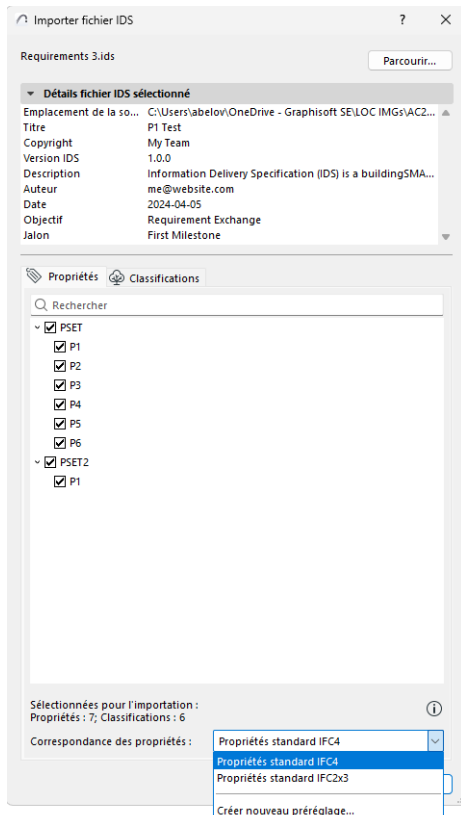 Importer fichier IDS
?
Requirements 3.ids
Parcourir...
Détails fichier IDS sélectionné
Emplacement de la so... C:\Users\abelov\OneDrive - Graphisoft SE\LOC IMGs\AC2...
Titre P1 Test
Copyright My Team
Version IDS 1.0.0
Description Information Delivery Specification (IDS) is a buildingSMA...
Auteur me@website.com
Date 2024-04-05
Objectif Requirement Exchange
Jalon First Milestone
Propriétés Classifications
Rechercher
PSET
P1
P2
P3
P4
P5
P6
PSET2
P1
Sélectionnées pour l'importation :
Propriétés : 7; Classifications : 6
Correspondance des propriétés : Propriétés standard IFC4
Propriétés standard IFC4
Propriétés standard IFC2x3
Créer nouveau préréglage...